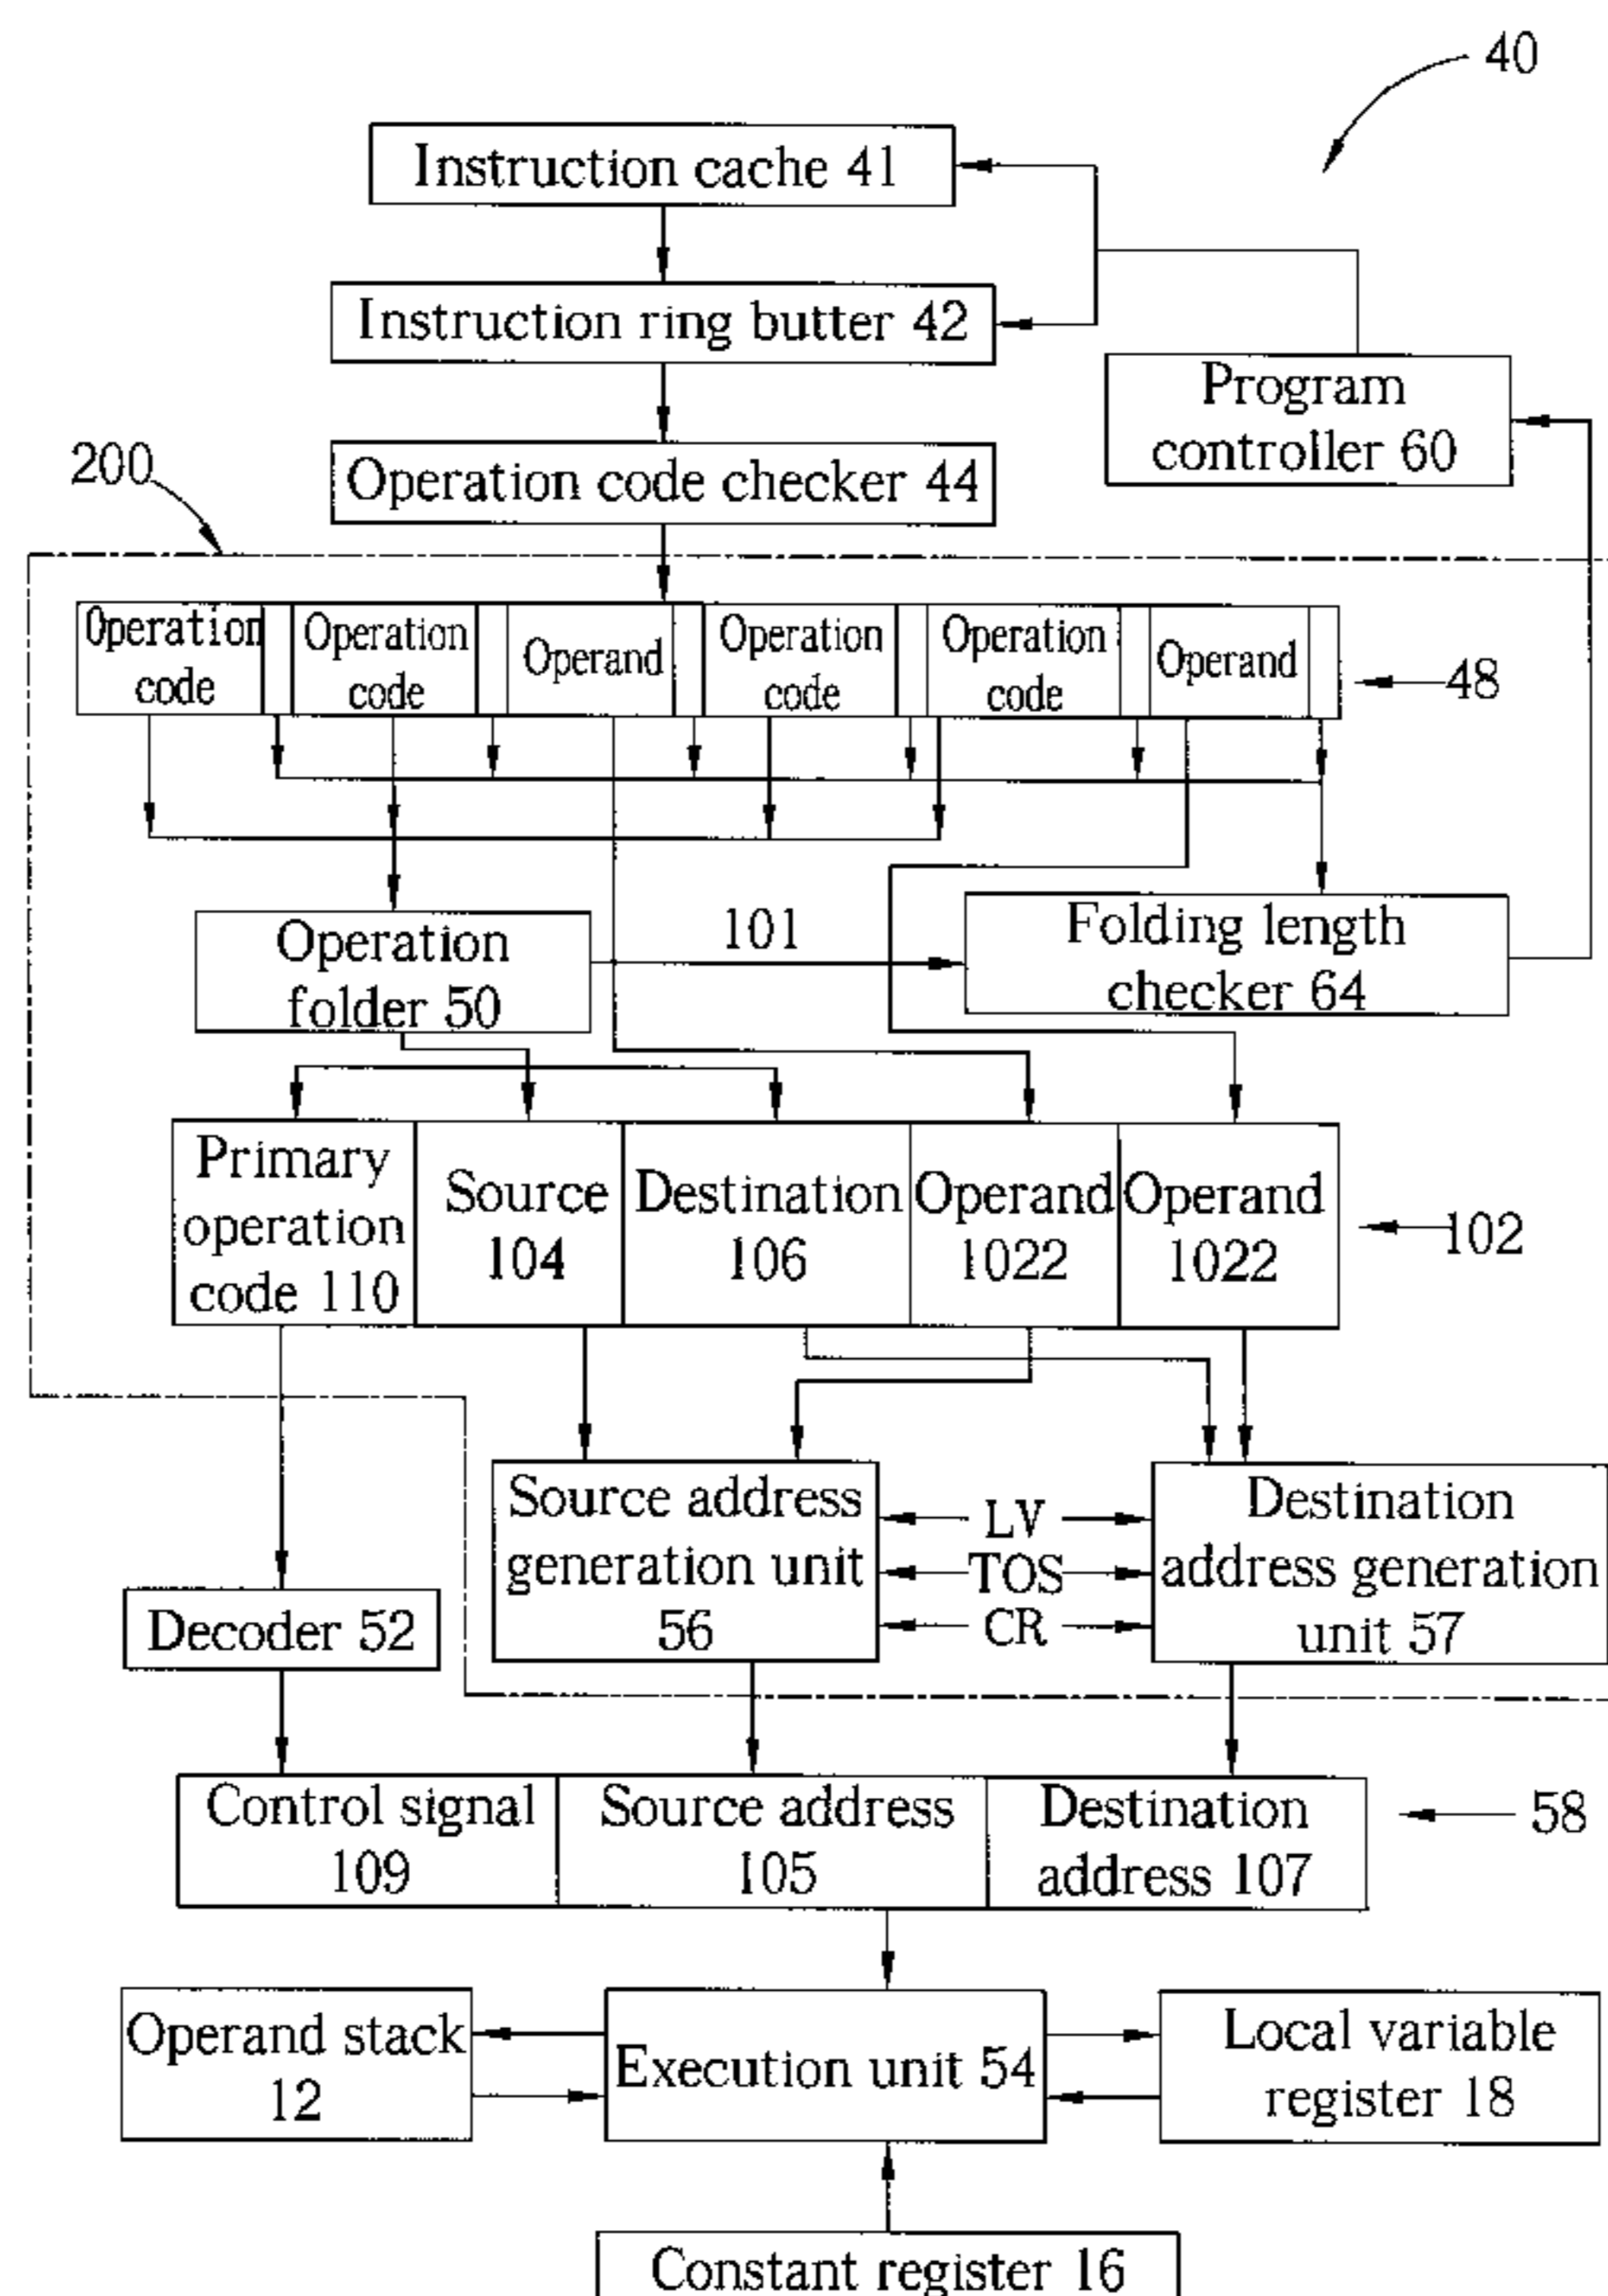 40
Instruction cache 41
Instruction ring butter 42
Program
controller 60
200
Operation code checker 44
Operation
code
Operation
code
Operand
Operation
code
Operation
code
Operand
48
Operation
folder 50
101
Folding length
checker 64
Primary
operation
code 110
Source
104
Destination
106
Operand
1022
Operand
1022
102
Source address
generation unit
56
LV
TOS
CR
Destination
address generation
unit 57
Decoder 52
Control signal
109
Source address
105
Destination
address 107
58
Operand stack
12
Execution unit 54
Local variable
register 18
Constant register 16